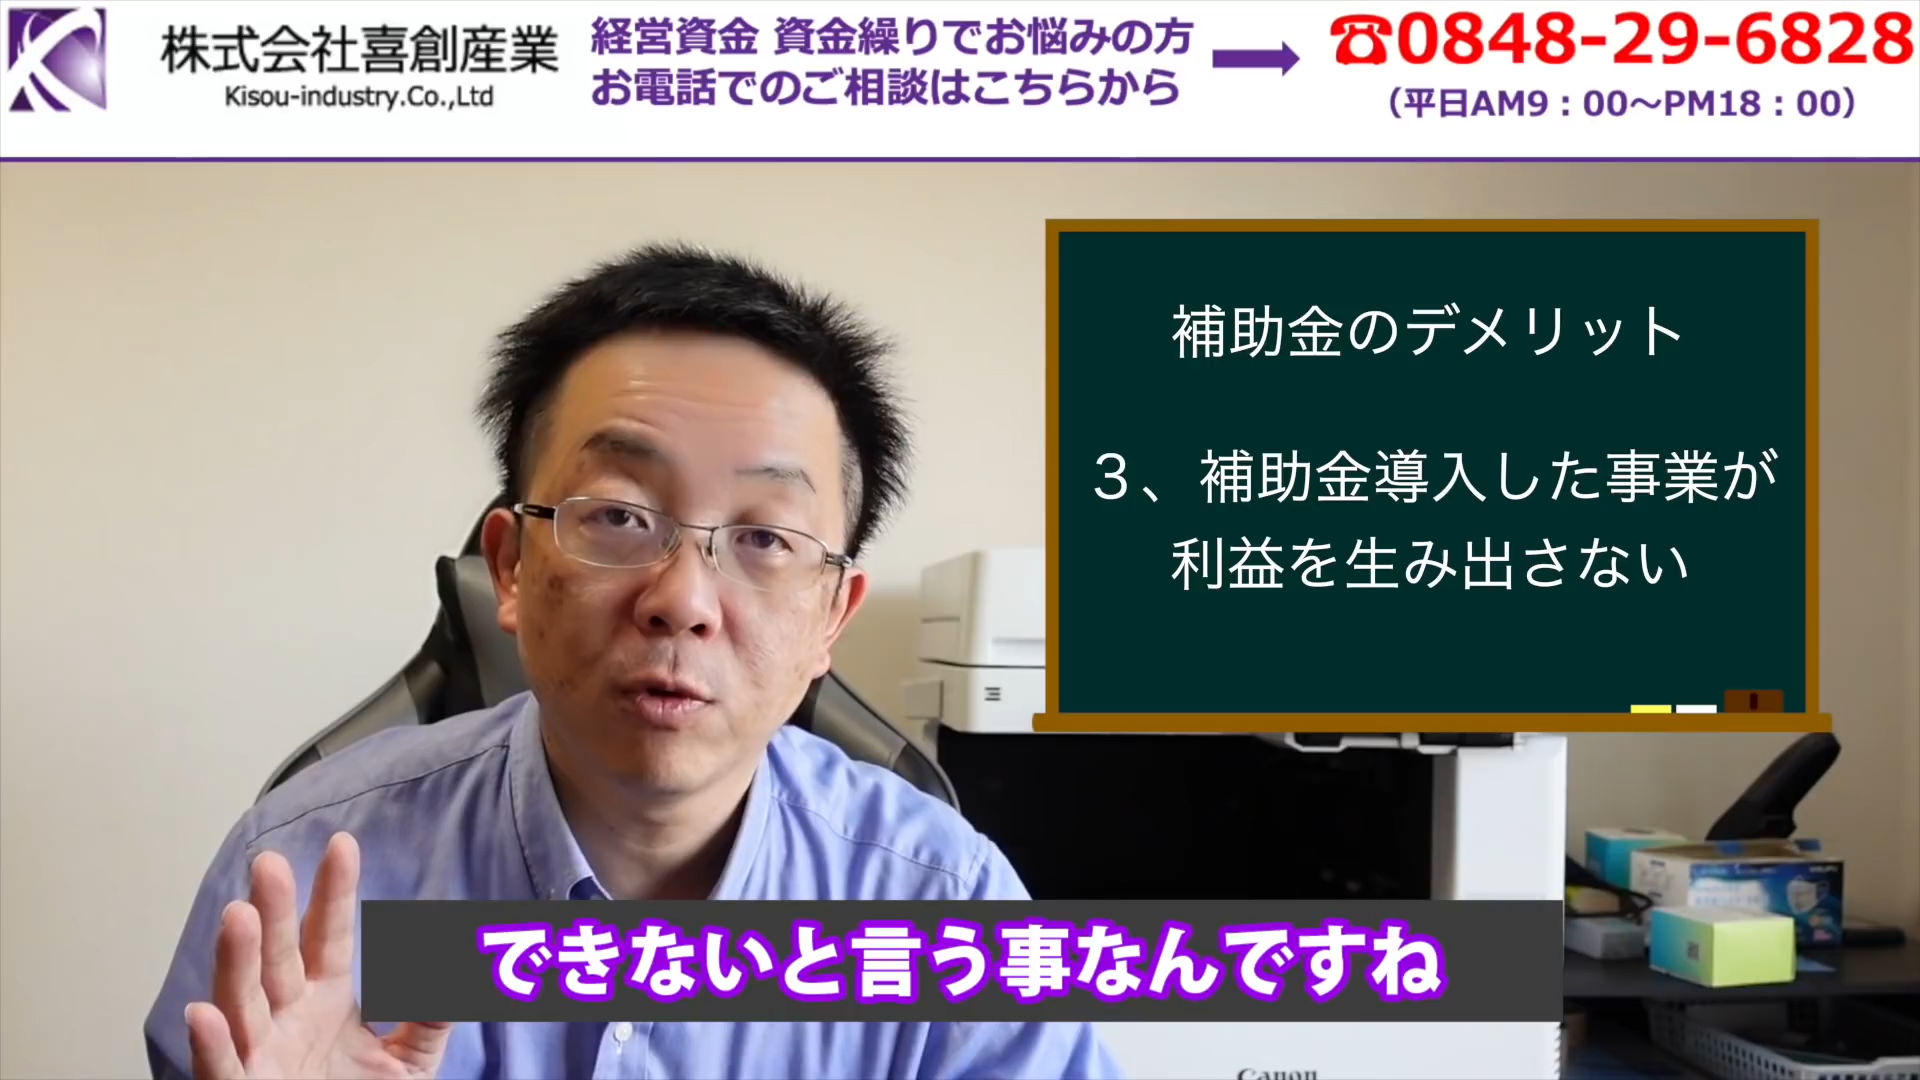 株式会社喜創産業
Kisou-industry.Co.,Ltd
経営資金 資金繰りでお悩みの方
お電話でのご相談はこちらから
☎0848-29-6828
（平日AM9：00～PM18：00）
補助金のデメリット
３、補助金導入した事業が
利益を生み出さない
できないと言う事なんですね
Canon